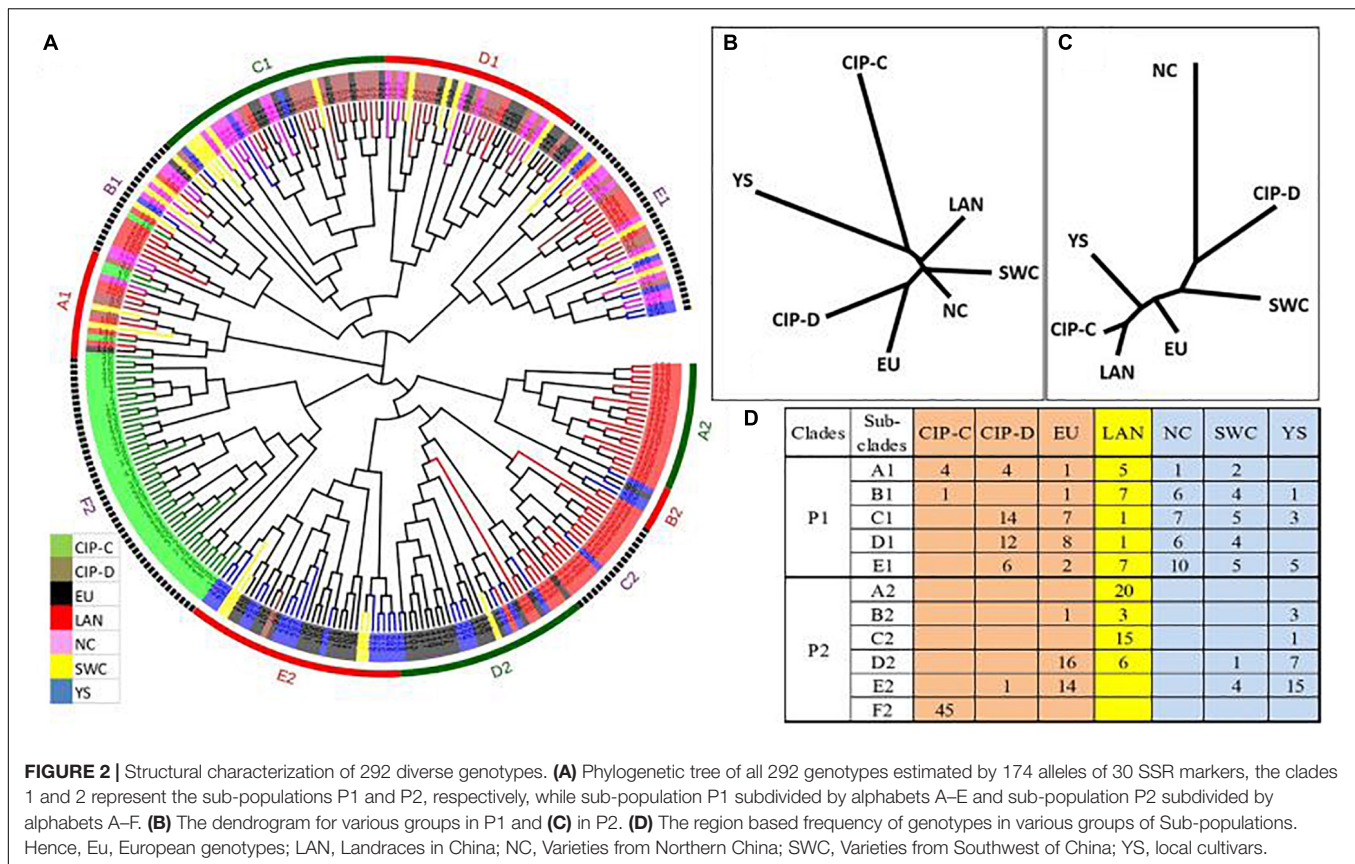 A
C1
D1
B1
E1
A1
A2
B2
F2
C2
D2
E2
CIP-C
CIP-D
EU
LAN
NC
SWC
YS
B
CIP-C
YS
LAN
SWC
NC
CIP-D
EU
C
NC
CIP-D
YS
SWC
CIP-C
EU
LAN
D
Clades Sub-clades CIP-C CIP-D EU LAN NC SWC YS
P1
A1 4 4 1 5 1 2
B1 1 1 7 6 4 1
C1 14 7 1 7 5 3
D1 12 8 1 6 4
E1 6 2 7 10 5 5
P2
A2 20
B2 1 3 3
C2 15 1
D2 16 6 1 7
E2 1 14 4 15
F2 45
FIGURE 2 | Structural characterization of 292 diverse genotypes. (A) Phylogenetic tree of all 292 genotypes estimated by 174 alleles of 30 SSR markers, the clades
1 and 2 represent the sub-populations P1 and P2, respectively, while sub-population P1 subdivided by alphabets A–E and sub-population P2 subdivided by
alphabets A–F. (B) The dendrogram for various groups in P1 and (C) in P2. (D) The region based frequency of genotypes in various groups of Sub-populations.
Hence, Eu, European genotypes; LAN, Landraces in China; NC, Varieties from Northern China; SWC, Varieties from Southwest of China; YS, local cultivars.